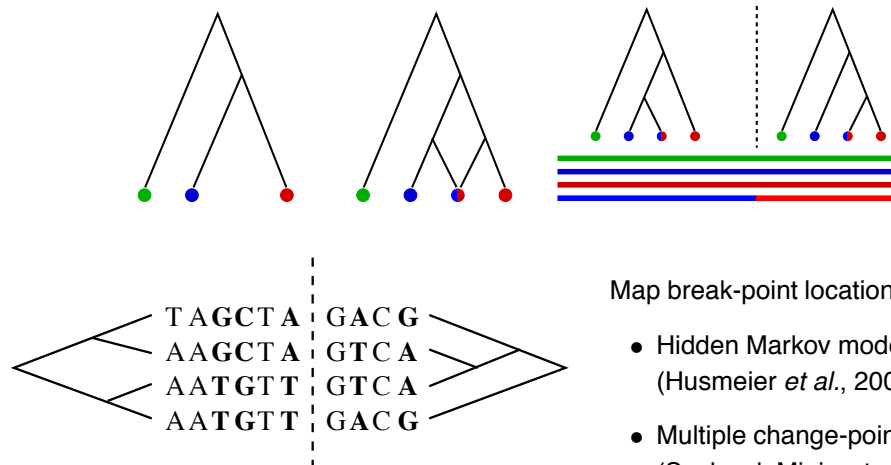 TAGCTA GACG
AAGCTA GTCA
AATGTT GTCA
AATGTT GACG
Map break-point location
• Hidden Markov mode
(Husmeier et al., 200
• Multiple change-poin